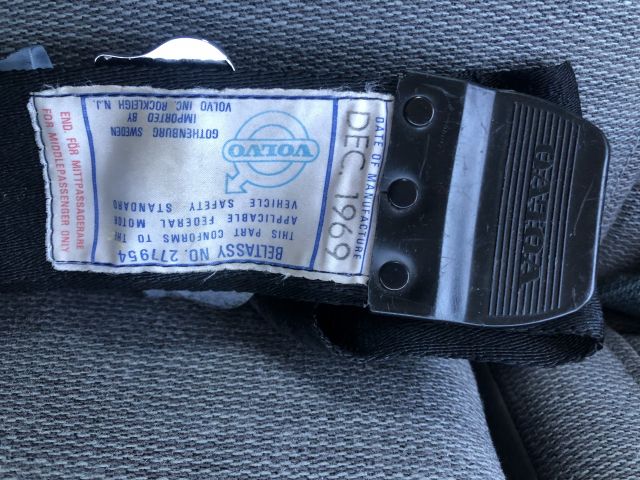 BELTASSY NO. 277954
THIS PART CONFORMS TO THE
APPLICABLE FEDERAL MOTOR
VEHICLE SAFETY STANDARD
VOLVO
GOTHENBURG SWEDEN
IMPORTED BY
VOLVO INC. ROCKLEIGH N.J.
DATE OF MANUFACTURE
DEC. 1969
END. FÖR MITTPASSAGERARE
FOR MIDDLEPASSENGER ONLY